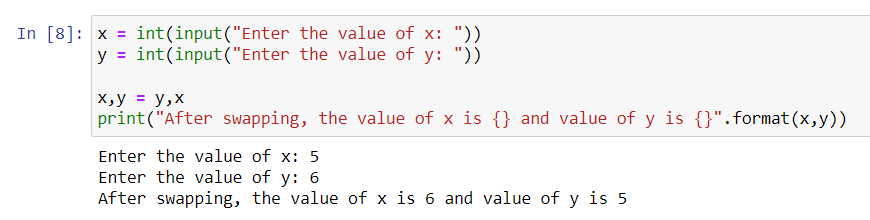 In [8]: x = int(input("Enter the value of x: "))
y = int(input("Enter the value of y: "))
x,y = y,x
print("After swapping, the value of x is {} and value of y is {}".format(x,y))
Enter the value of x: 5
Enter the value of y: 6
After swapping, the value of x is 6 and value of y is 5